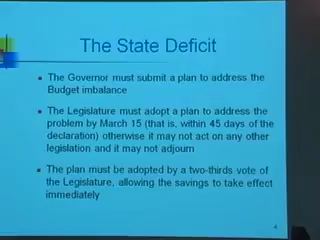 The State Deficit
The Governor must submit a plan to address the
Budget imbalance
The Legislature must adopt a plan to address the
problem by March 15 (that is, within 45 days of the
declaration) otherwise it may not act on any other
legislation and it may not adjourn
The plan must be adopted by a two-thirds vote of
the Legislature, allowing the savings to take effect
immediately
4